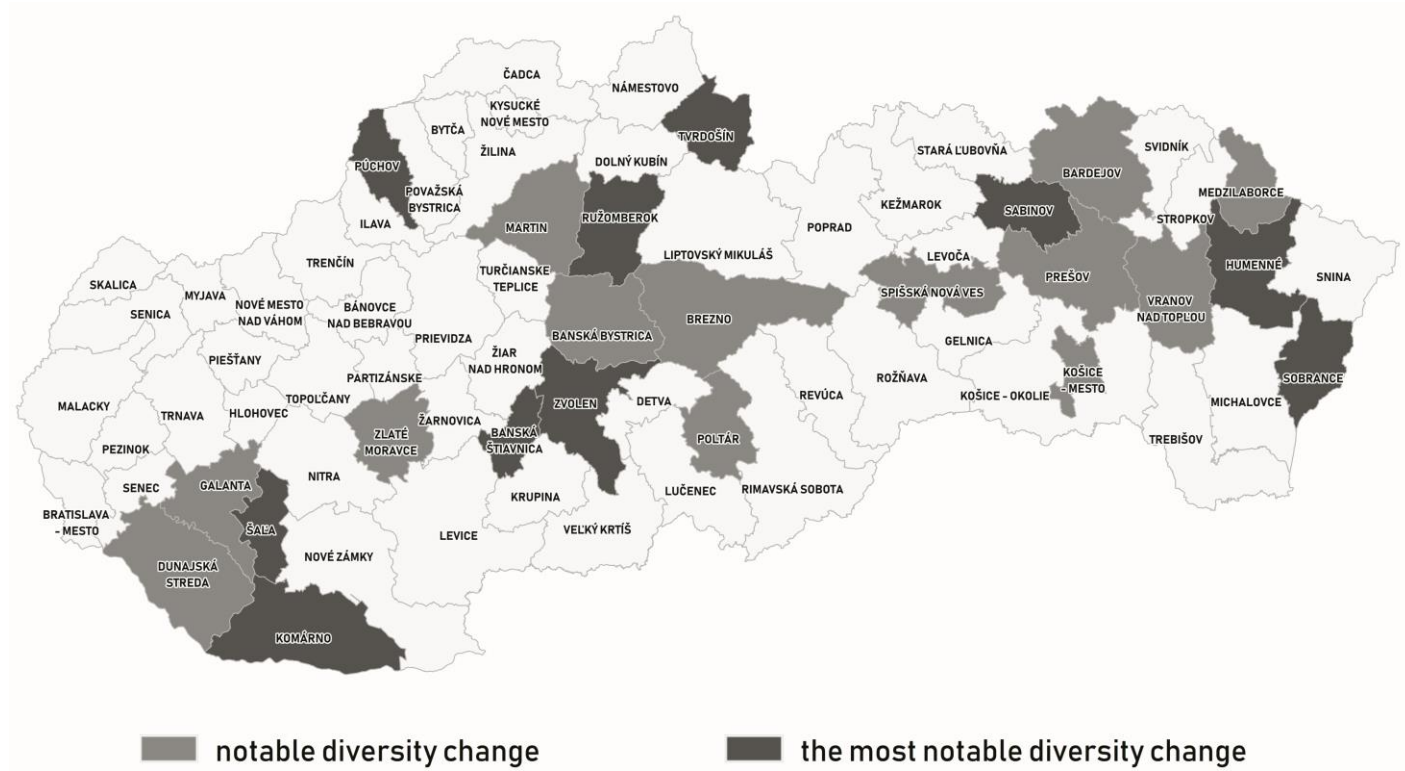 ČADCA
NÁMESTOVO
KYSUCKÉ
NOVÉ MESTO
BYTČA
TVRDOŠÍN
ŽILINA
DOLNÝ KUBÍN
STARÁ ĽUBOVŇA
SVIDNÍK
PÚCHOV
BARDEJOV
POVAŽSKÁ
BYSTRICA
MEDZILABORCE
KEŽMAROK
SABINOV
RUŽOMBEROK
STROPKOV
ILAVA
MARTIN
POPRAD
LIPTOVSKÝ MIKULÁŠ
LEVOČA
TRENČÍN
TURČIANSKE
TEPLICE
HUMENNÉ
PREŠOV
SNINA
SKALICA
SPIŠSKÁ NOVÁ VES
MYJAVA
NOVÉ MESTO
NAD VÁHOM
BÁNOVCE
NAD BEBRAVOU
VRANOV
NAD TOPĽOU
SENICA
BREZNO
PRIEVIDZA
BANSKÁ BYSTRICA
GELNICA
ŽIAR
NAD HRONOM
PIEŠŤANY
PARTIZÁNSKE
ROŽŇAVA
KOŠICE
- MESTO
SOBRANCE
KOŠICE - OKOLIE
REVÚCA
TOPOĽČANY
ZVOLEN
DETVA
MICHALOVCE
MALACKY
TRNAVA
HLOHOVEC
ŽARNOVICA
ZLATÉ
MORAVCE
BANSKÁ
ŠTIAVNICA
POLTÁR
TREBIŠOV
PEZINOK
NITRA
SENEC
GALANTA
KRUPINA
LUČENEC
RIMAVSKÁ SOBOTA
BRATISLAVA
- MESTO
ŠAĽA
LEVICE
VEĽKÝ KRTÍŠ
NOVÉ ZÁMKY
DUNAJSKÁ
STREDA
KOMÁRNO
notable diversity change
the most notable diversity change